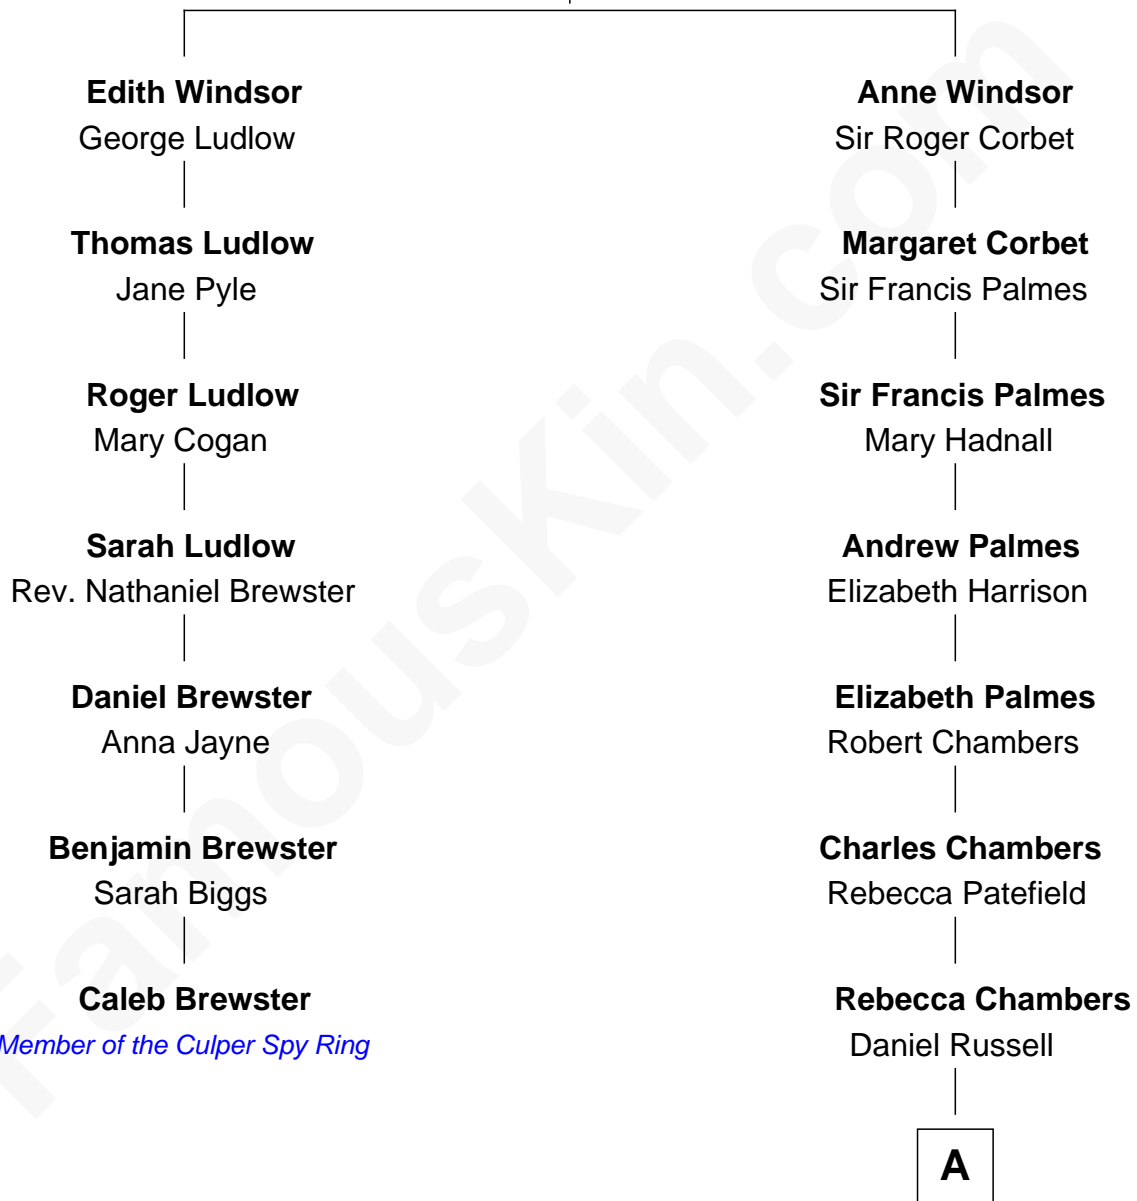 Edith Windsor
George Ludlow
Thomas Ludlow
Jane Pyle
Roger Ludlow
Mary Cogan
Sarah Ludlow
Rev. Nathaniel Brewster
Daniel Brewster
Anna Jayne
Benjamin Brewster
Sarah Biggs
Caleb Brewster
Member of the Culper Spy Ring
Anne Windsor
Sir Roger Corbet
Margaret Corbet
Sir Francis Palmes
Sir Francis Palmes
Mary Hadnall
Andrew Palmes
Elizabeth Harrison
Elizabeth Palmes
Robert Chambers
Charles Chambers
Rebecca Patefield
Rebecca Chambers
Daniel Russell
A
FamousKin.com